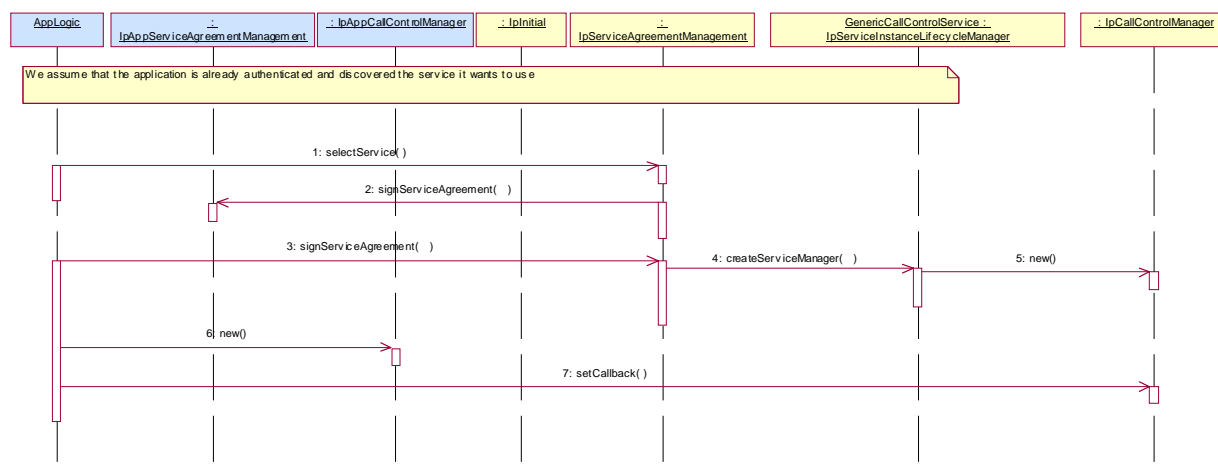 AppLogic
:
IpAppServiceAgreementManagement
: IpAppCallControlManager
: IpInitial
:
IpServiceAgreementManagement
GenericCallControlService :
IpServiceInstanceLifecycleManager
: IpCallControlManager
We assume that the application is already authenticated and discovered the service it wants to use
1: selectService( )
2: signServiceAgreement( )
3: signServiceAgreement( )
4: createServiceManager( )
5: new()
6: new()
7: setCallback( )